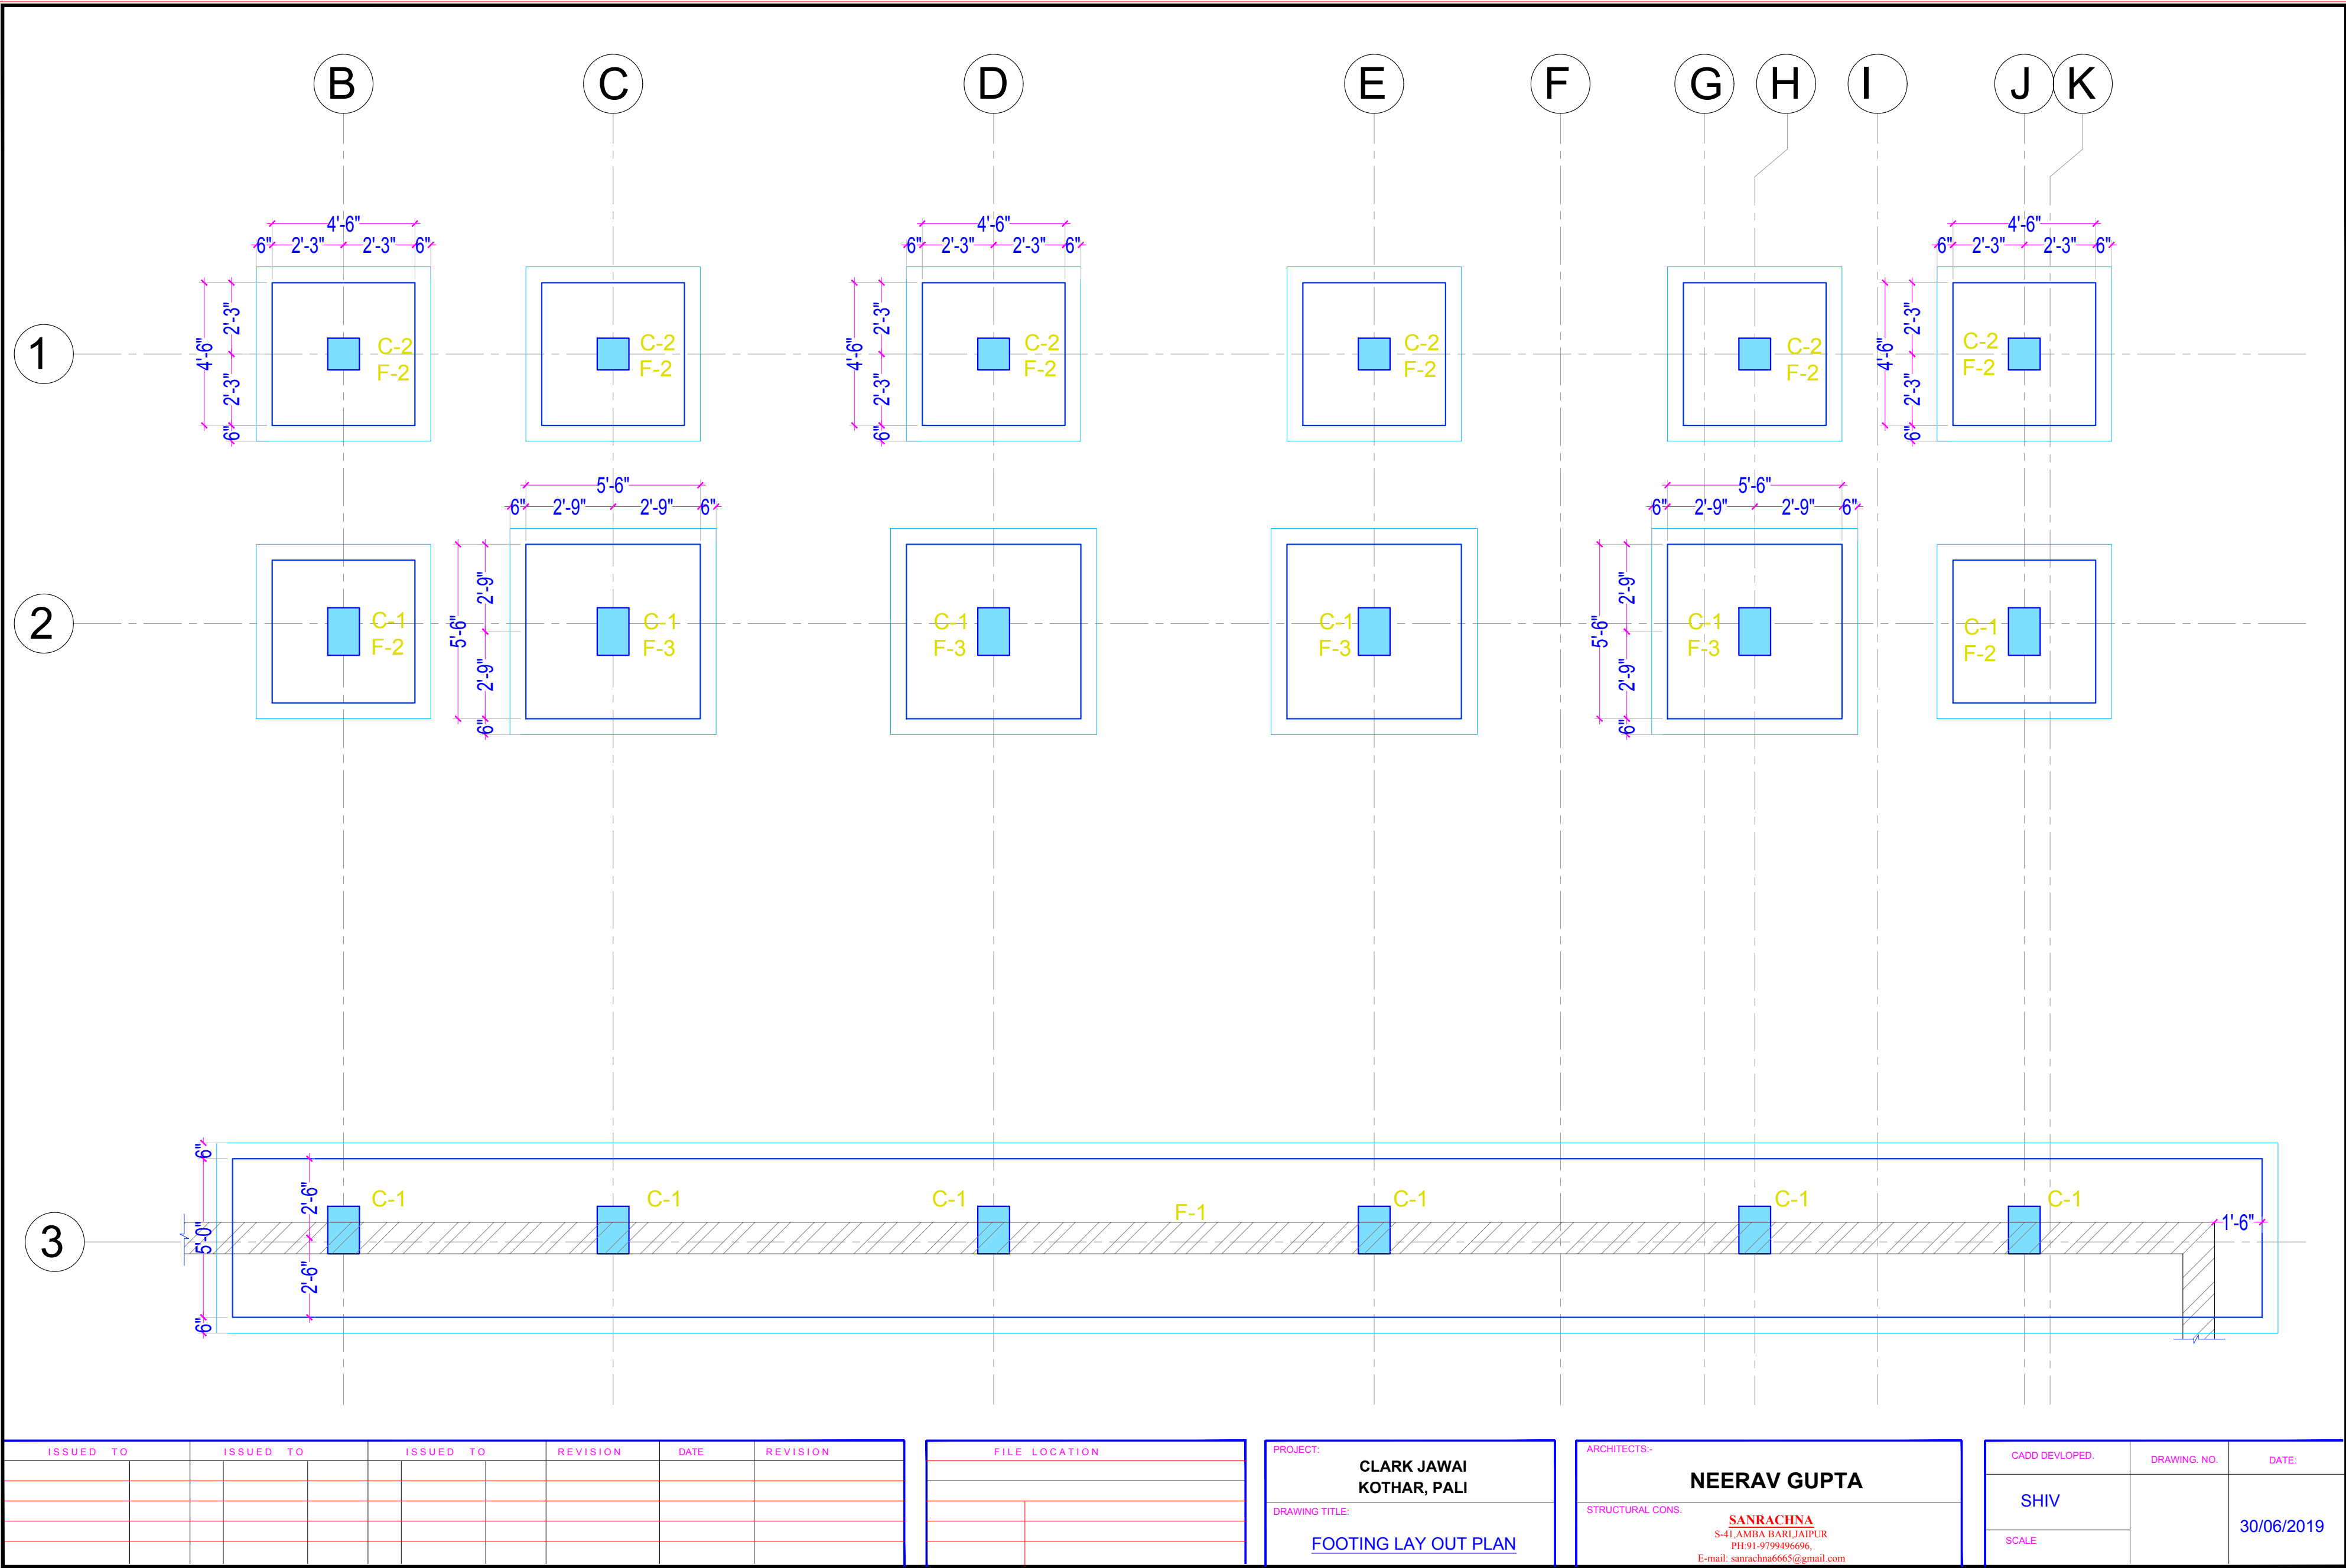 B C D E F G H I J K
4'-6" 4'-6" 4'-6"
6" 2'-3" 2'-3" 6" 6" 2'-3" 2'-3" 6" 6" 2'-3" 2'-3" 6"
2'-3" 2'-3" 2'-3"
1 4'-6" C-2 C-2 4'-6" C-2 C-2 C-2 4'-6" C-2
F-2 F-2 F-2 F-2 F-2 F-2
2'-3" 2'-3" 2'-3"
6" 6" 6"
5'-6" 5'-6"
6" 2'-9" 2'-9" 6" 6" 2'-9" 2'-9" 6"
2'-9" 2'-9"
2 C-1 5'-6" C-1 C-1 C-1 5'-6" C-1 C-1
F-2 F-3 F-3 F-3 F-3 F-2
2'-9" 2'-9"
6" 6"
6"
2'-6" C-1 C-1 C-1 C-1 C-1 C-1
F-1
3 5'-0" 1'-6"
2'-6"
6"
ISSUED TO ISSUED TO ISSUED TO REVISION DATE REVISION
FILE LOCATION
PROJECT:
CLARK JAWAI
KOTHAR, PALI
DRAWING TITLE:
FOOTING LAY OUT PLAN
ARCHITECTS:-
NEERAV GUPTA
STRUCTURAL CONS.
SANRACHNA
S-41,AMBA BARI,JAIPUR
PH:91-9799496696,
E-mail: sanrachna6665@gmail.com
CADD DEVLOPED. DRAWING. NO. DATE:
SHIV
30/06/2019
SCALE